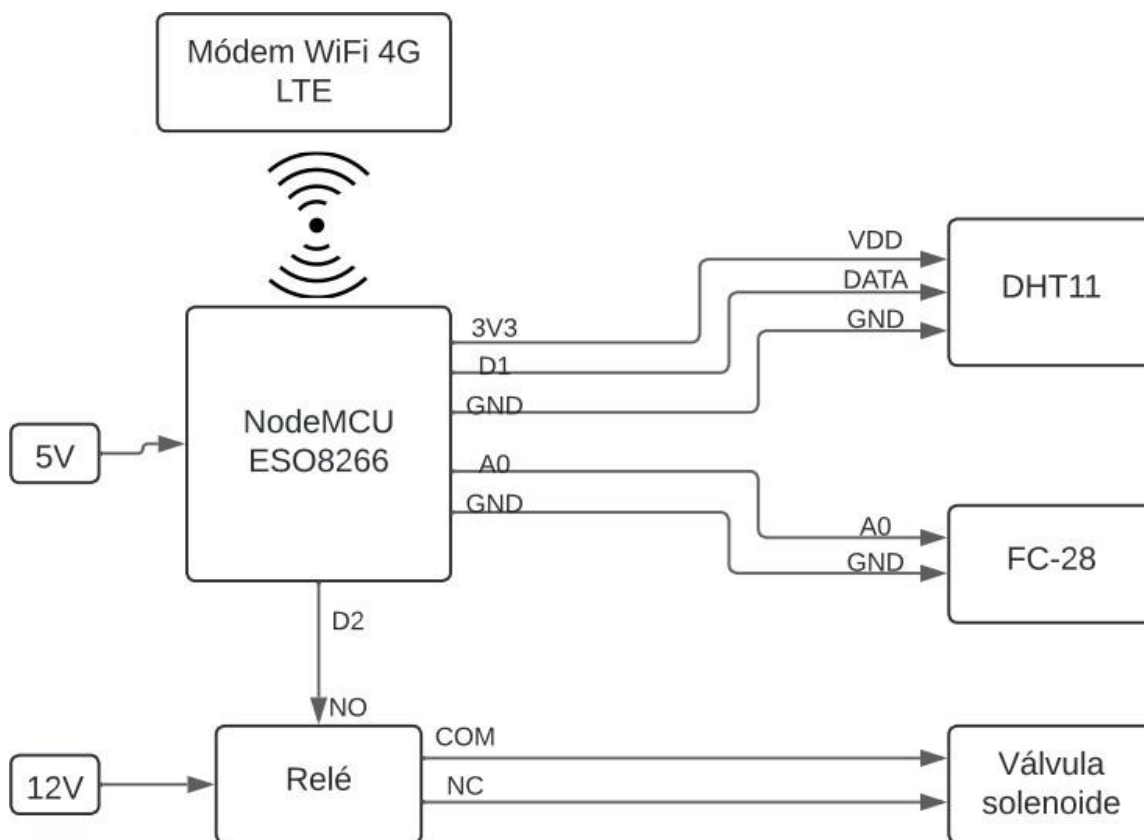 Módem WiFi 4G
LTE
VDD
DATA
GND
DHT11
3V3
D1
GND
NodeMCU
ESO8266
5V
A0
GND
A0
GND
FC-28
D2
NO
COM
NC
12V
Relé
Válvula
solenoide